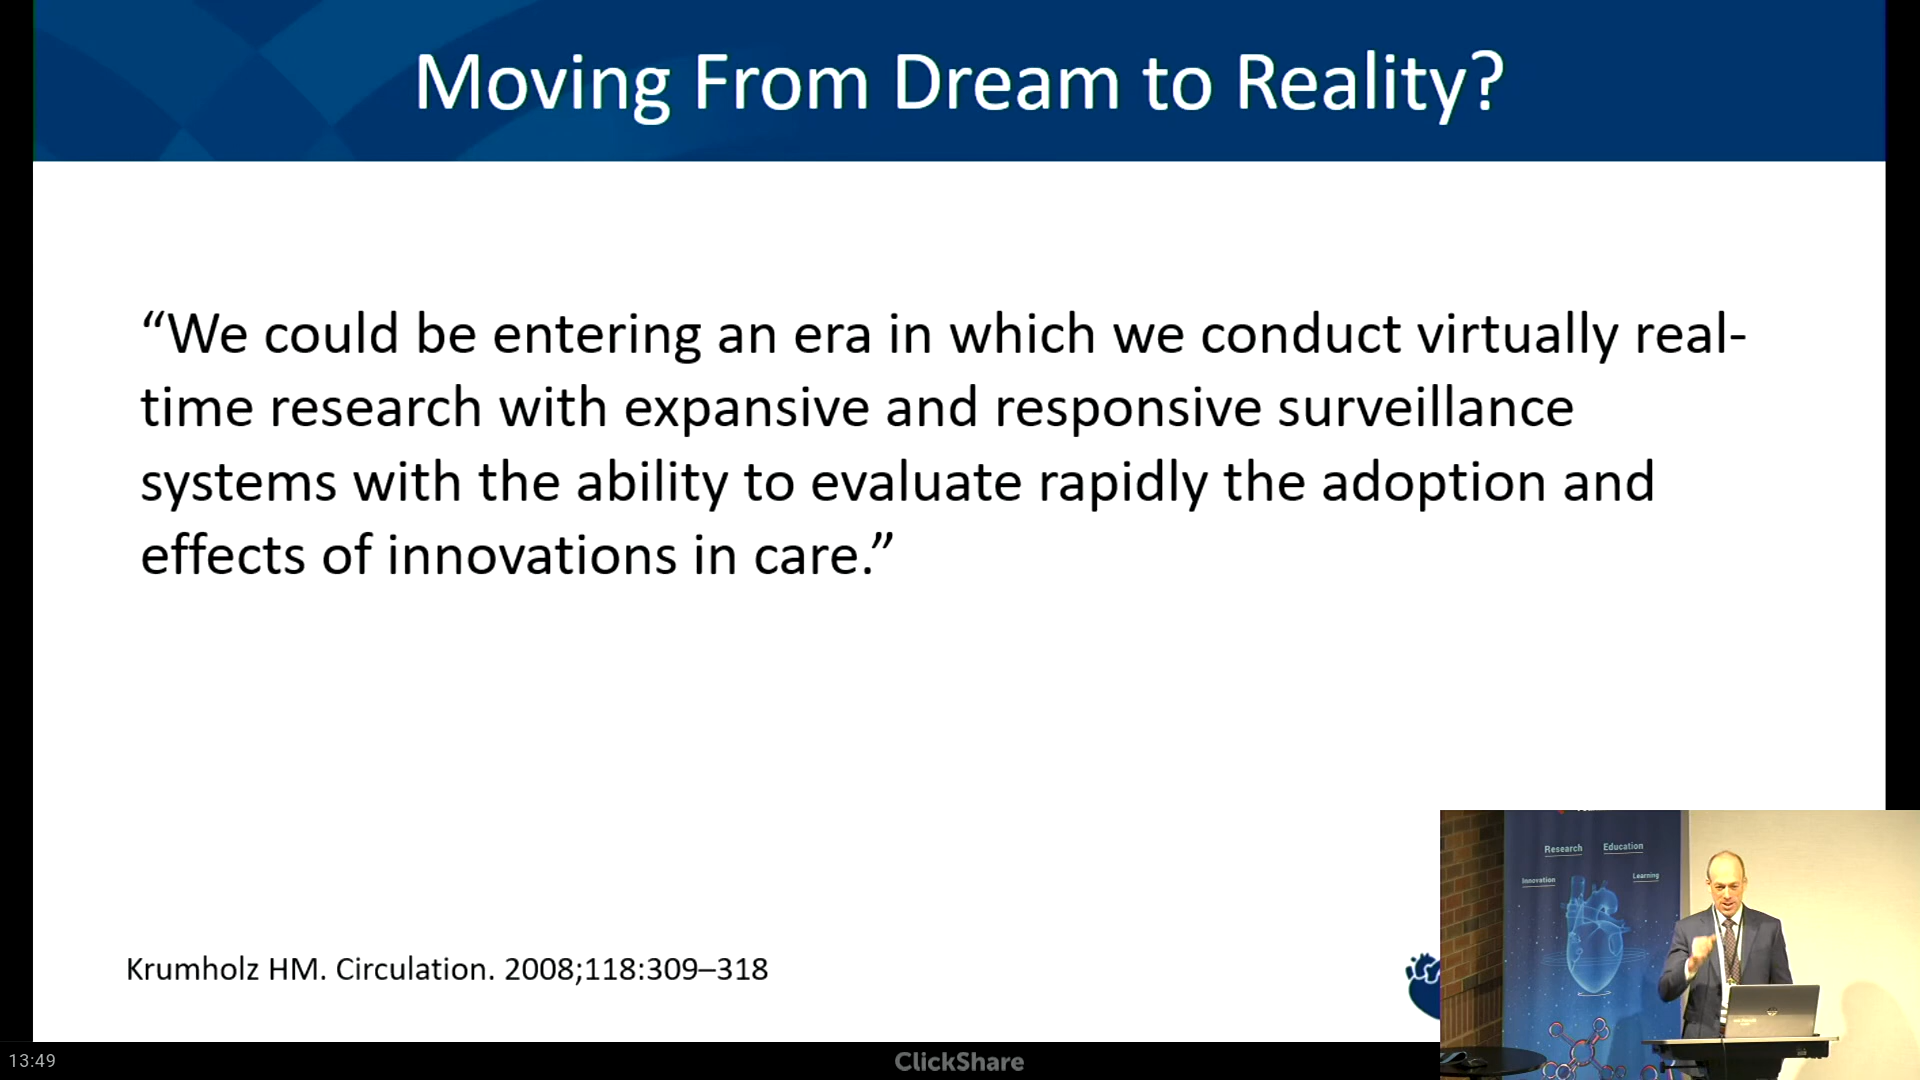 Moving From Dream to Reality?
“We could be entering an era in which we conduct virtually real-
time research with expansive and responsive surveillance
systems with the ability to evaluate rapidly the adoption and
effects of innovations in care.”
Krumholz HM. Circulation. 2008;118:309–318
Research Education
Innovation Learning
13:49
ClickShare